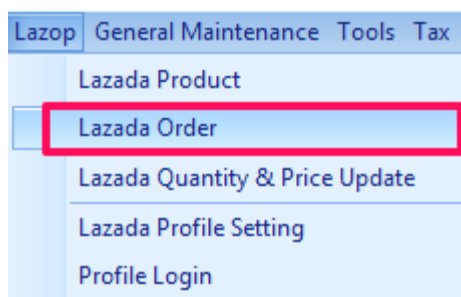 Lazop General Maintenance Tools Tax
Lazada Product
Lazada Order
Lazada Quantity & Price Update
Lazada Profile Setting
Profile Login